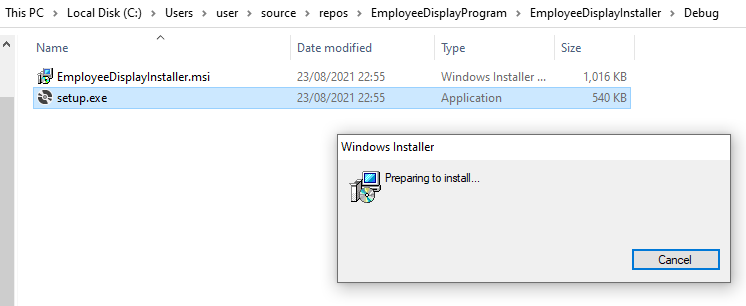 This PC > Local Disk (C:) > Users > user > source > repos > EmployeeDisplayProgram > EmployeeDisplayInstaller > Debug
Name Date modified Type Size
EmployeeDisplayInstaller.msi 23/08/2021 22:55 Windows Installer ... 1,016 KB
setup.exe 23/08/2021 22:55 Application 540 KB
Windows Installer
Preparing to install...
Cancel